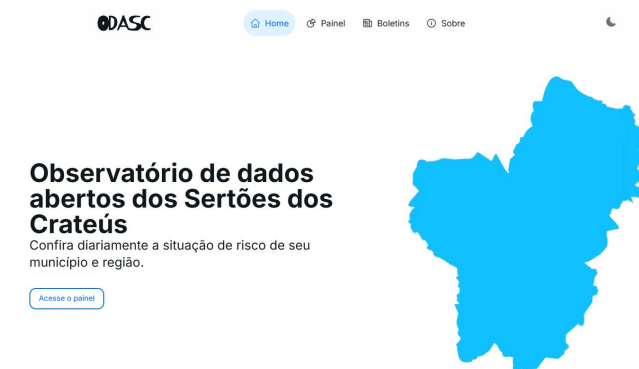 ODASC
Home
Painel
Boletins
Sobre
Observatório de dados
abertos dos Sertões dos
Crateús
Confira diariamente a situação de risco de seu
município e região.
Acesse o painel